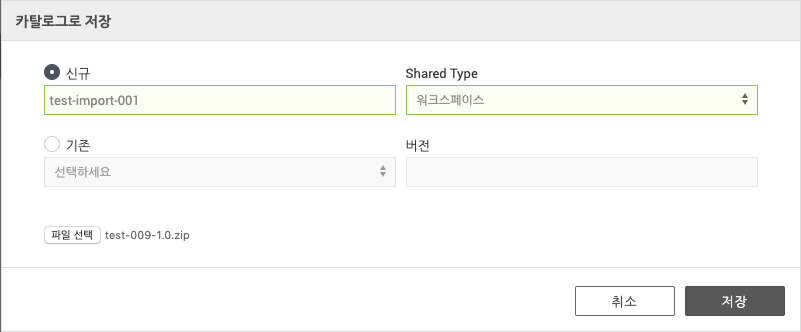 카탈로그로 저장
신규
Shared Type
test-import-001
워크스페이스
기존
버전
선택하세요
파일 선택 test-009-1.0.zip
취소
저장